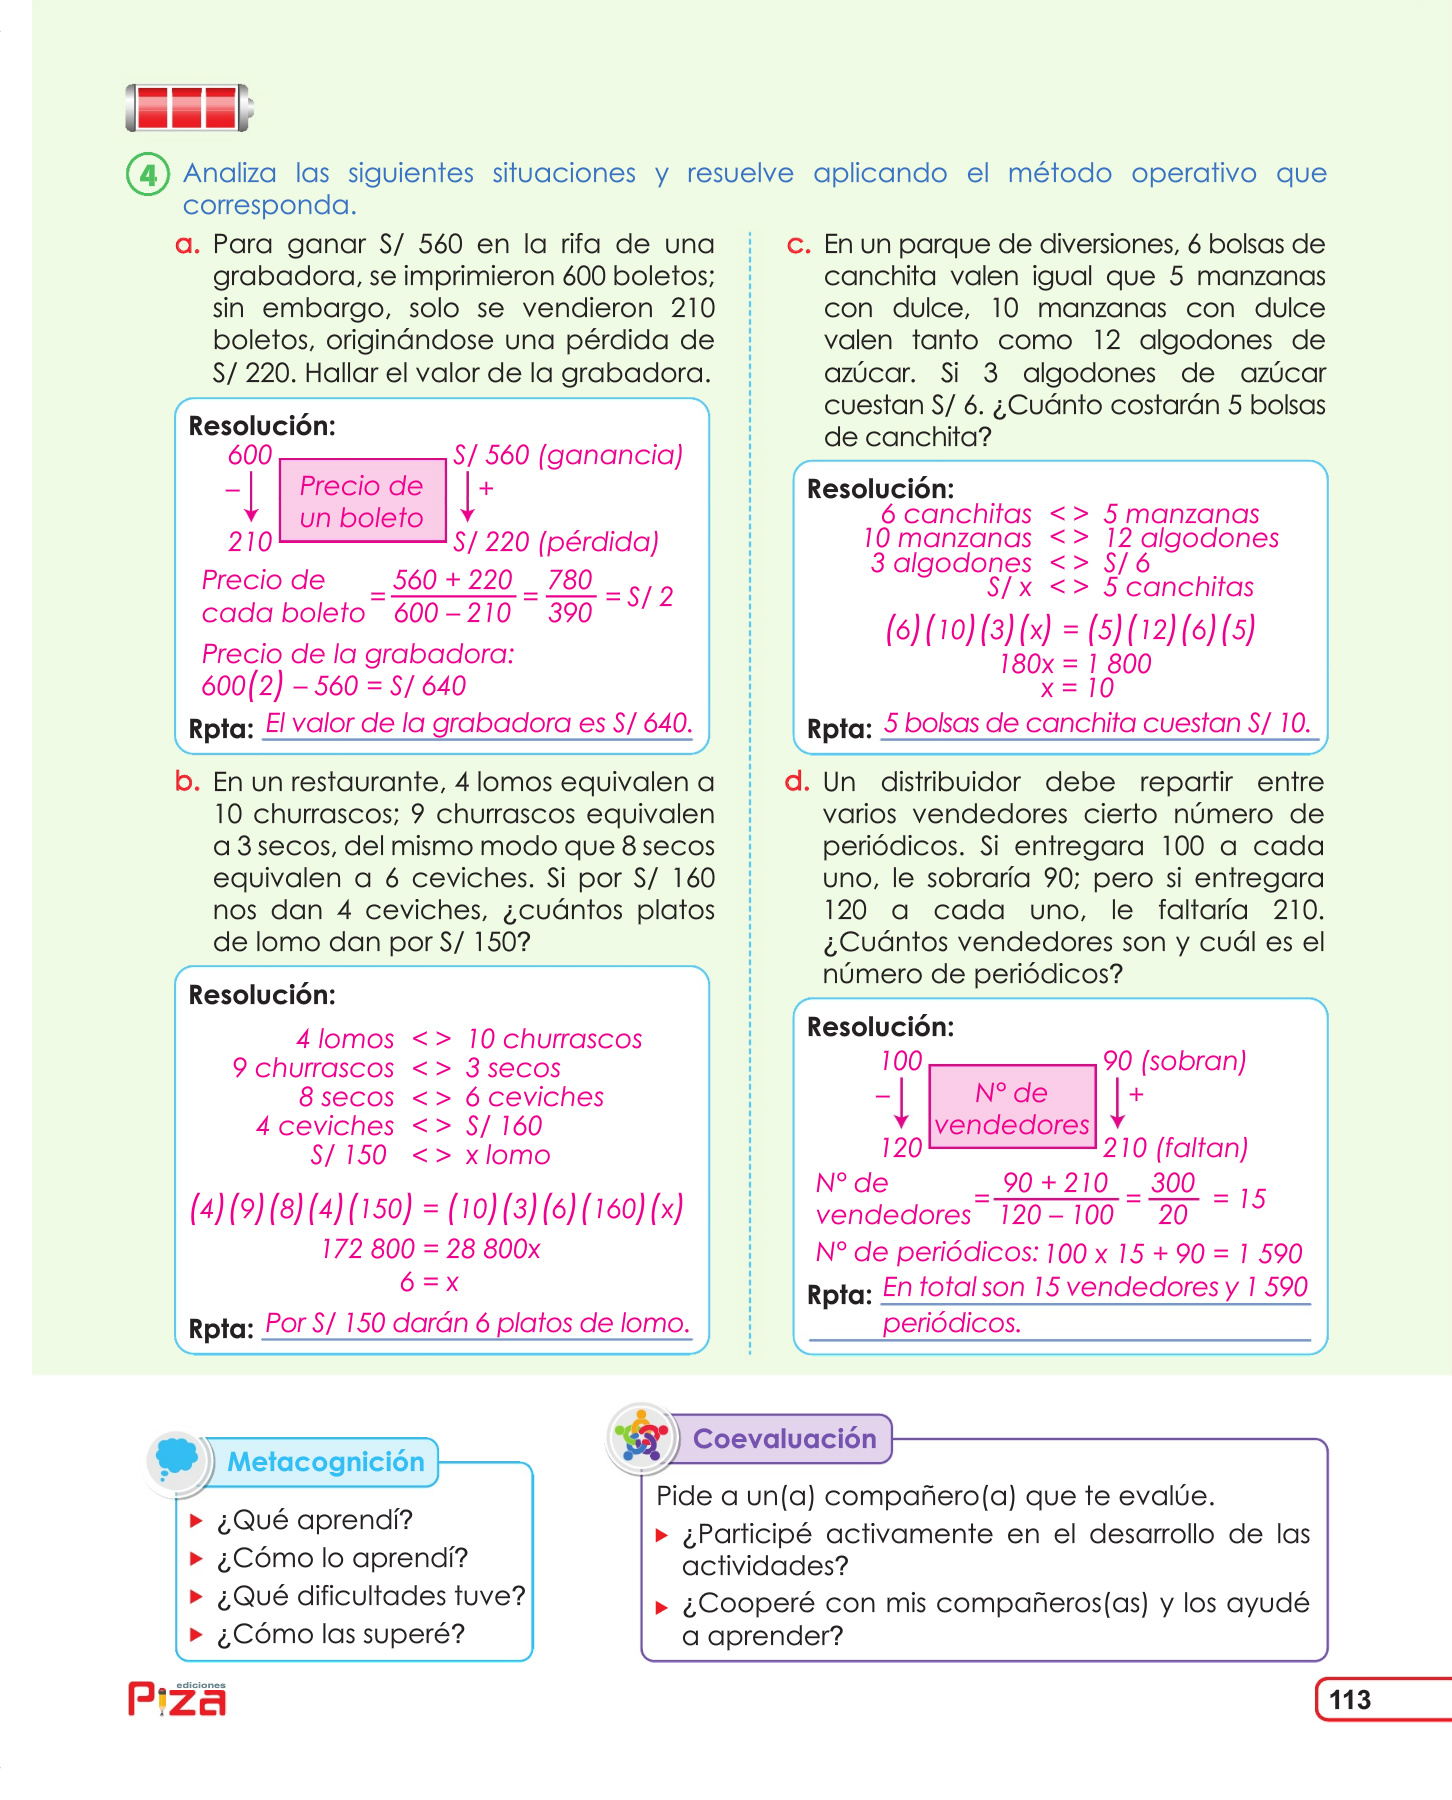 4 Analiza las siguientes situaciones y resuelve aplicando el método operativo que
corresponda.
a. Para ganar S/ 560 en la rifa de una
grabadora, se imprimieron 600 boletos;
sin embargo, solo se vendieron 210
boletos, originándose una pérdida de
S/ 220. Hallar el valor de la grabadora.
Resolución:
600 S/ 560 (ganancia)
– Precio de +
un boleto
210 S/ 220 (pérdida)
Precio de
cada boleto = 560 + 220 / 600 – 210 = 780 / 390 = S/ 2
Precio de la grabadora:
600(2) – 560 = S/ 640
Rpta: El valor de la grabadora es S/ 640.
b. En un restaurante, 4 lomos equivalen a
10 churrascos; 9 churrascos equivalen
a 3 secos, del mismo modo que 8 secos
equivalen a 6 ceviches. Si por S/ 160
nos dan 4 ceviches, ¿cuántos platos
de lomo dan por S/ 150?
Resolución:
4 lomos < > 10 churrascos
9 churrascos < > 3 secos
8 secos < > 6 ceviches
4 ceviches < > S/ 160
S/ 150 < > x lomo
(4)(9)(8)(4)(150) = (10)(3)(6)(160)(x)
172 800 = 28 800x
6 = x
Rpta: Por S/ 150 darán 6 platos de lomo.
c. En un parque de diversiones, 6 bolsas de
canchita valen igual que 5 manzanas
con dulce, 10 manzanas con dulce
valen tanto como 12 algodones de
azúcar. Si 3 algodones de azúcar
cuestan S/ 6. ¿Cuánto costarán 5 bolsas
de canchita?
Resolución:
6 canchitas < > 5 manzanas
10 manzanas < > 12 algodones
3 algodones < > S/ 6
S/ x < > 5 canchitas
(6)(10)(3)(x) = (5)(12)(6)(5)
180x = 1 800
x = 10
Rpta: 5 bolsas de canchita cuestan S/ 10.
d. Un distribuidor debe repartir entre
varios vendedores cierto número de
periódicos. Si entregara 100 a cada
uno, le sobraría 90; pero si entregara
120 a cada uno, le faltaría 210.
¿Cuántos vendedores son y cuál es el
número de periódicos?
Resolución:
100 90 (sobran)
– N° de +
vendedores
120 210 (faltan)
N° de
vendedores = 90 + 210 / 120 – 100 = 300 / 20 = 15
N° de periódicos: 100 x 15 + 90 = 1 590
Rpta: En total son 15 vendedores y 1 590
periódicos.
Metacognición
¿Qué aprendí?
¿Cómo lo aprendí?
¿Qué dificultades tuve?
¿Cómo las superé?
Coevaluación
Pide a un(a) compañero(a) que te evalúe.
¿Participé activamente en el desarrollo de las
actividades?
¿Cooperé con mis compañeros(as) y los ayudé
a aprender?
ediciones
Piza
113